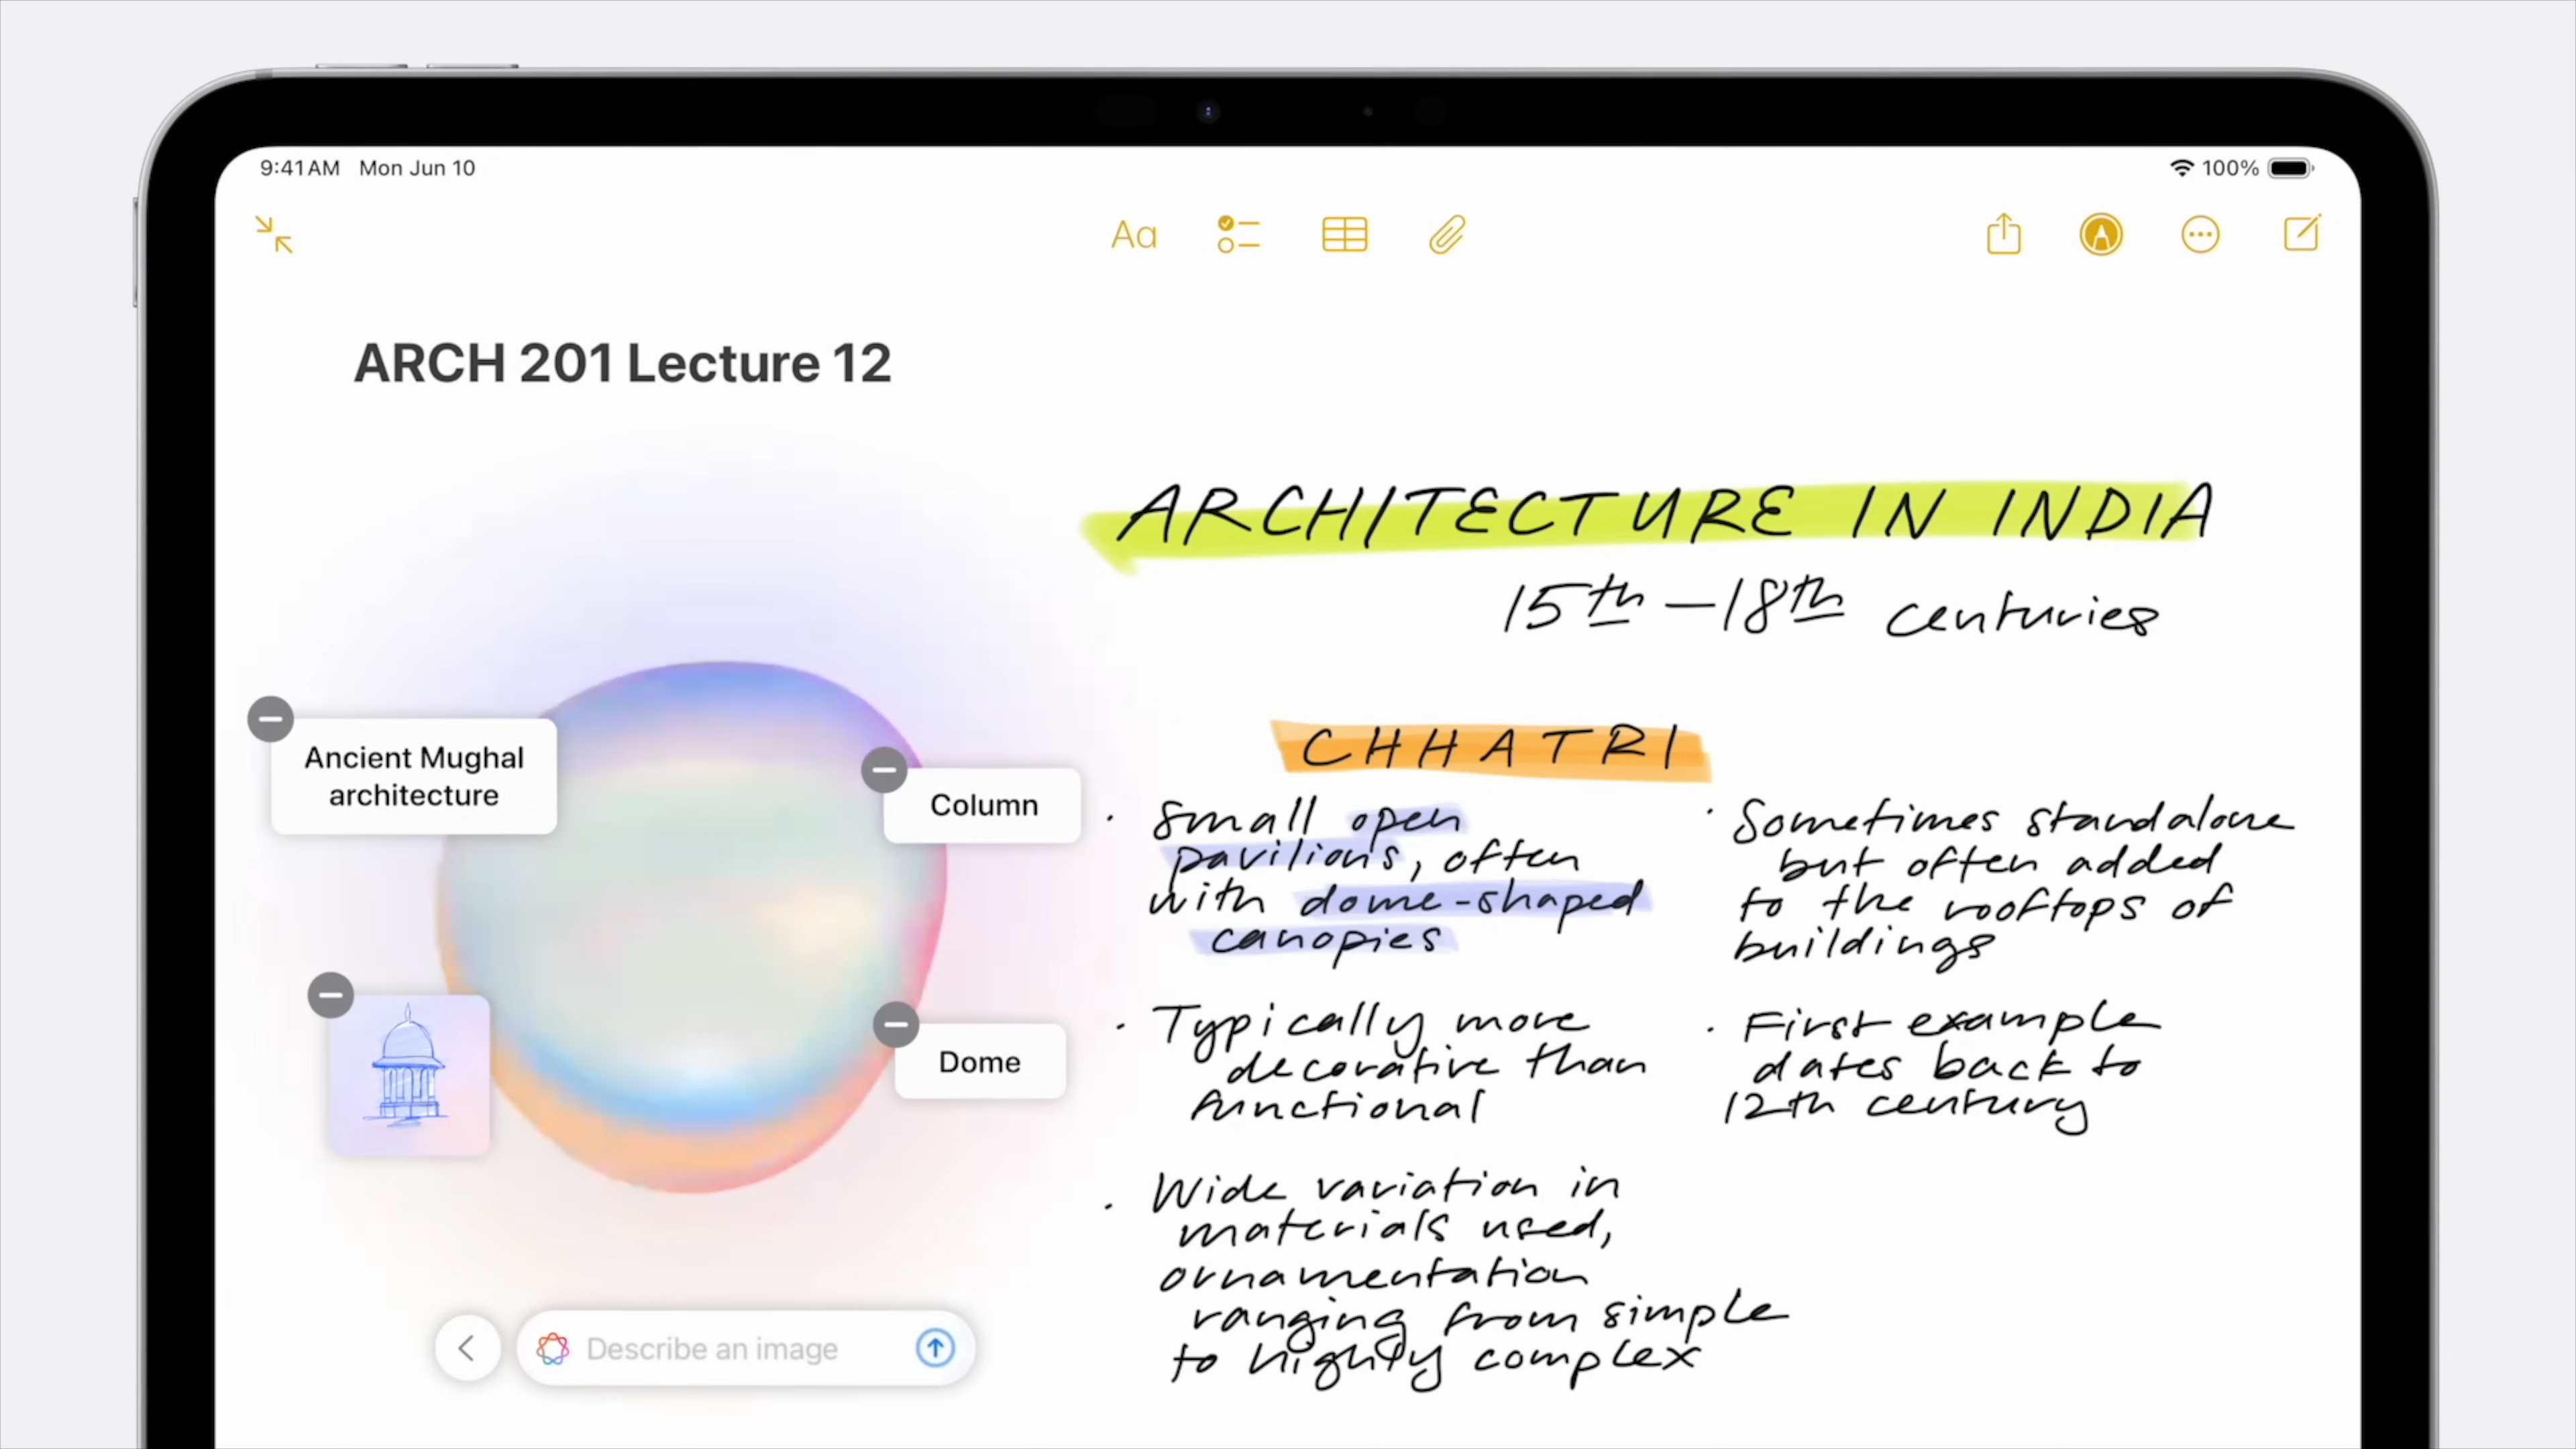 9:41 AM Mon Jun 10
100%
Aa
ARCH 201 Lecture 12
ARCHITECTURE IN INDIA
15th – 18th centuries
Ancient Mughal
architecture
Column
Dome
Describe an image
CHHATRI
· Small open
pavilions, often
with dome-shaped
canopies
· Typically more
decorative than
functional
· Wide variation in
materials used,
ornamentation
ranging from simple
to highly complex
· Sometimes standalone
but often added
to the rooftops of
buildings
· First example
dates back to
12th century